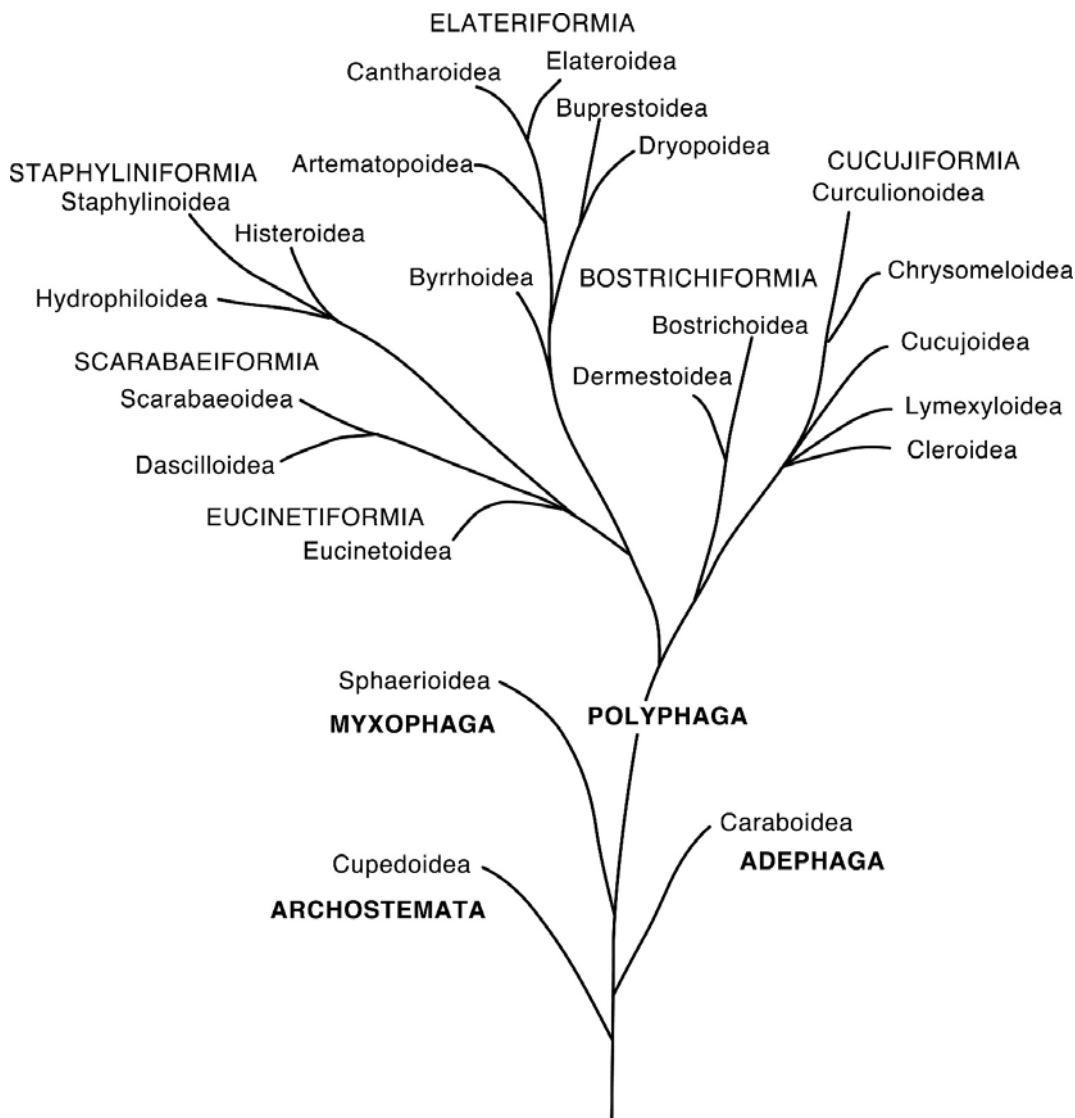 ELATERIFORMIA
Elateroidea
Cantharoidea
Buprestoidea
Dryopoidea
Artematopoidea
CUCUJIFORMIA
Curculionoidea
STAPHYLINIFORMIA
Staphylinoidea
Histeroidea
Chrysomeloidea
Byrrhoidea
BOSTRICHIFORMIA
Hydrophiloidea
Bostrichoidea
Cucujoidea
SCARABAEIFORMIA
Dermestoidea
Scarabaeoidea
Lymexyloidea
Cleroidea
Dascilloidea
EUCINETIFORMIA
Eucinetoidea
Sphaerioidea
MYXOPHAGA
POLYPHAGA
Caraboidea
ADEPHAGA
Cupedoidea
ARCHOSTEMATA